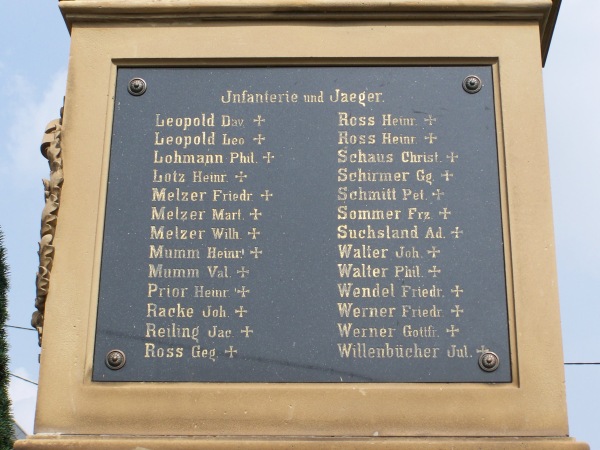 Jnfanterie und Jaeger.
Leopold Dav. +
Leopold Leo +
Lohmann Phil. +
Lotz Heinr. +
Melzer Friedr. +
Melzer Mart. +
Melzer Wilh. +
Mumm Heinr. +
Mumm Val. +
Prior Heinr. +
Racke Joh. +
Reiling Jac. +
Ross Geg. +
Ross Heinr. +
Ross Heinr. +
Schaus Christ. +
Schirmer Gg. +
Schmitt Pet. +
Sommer Frz. +
Suchsland Ad. +
Walter Joh. +
Walter Phil. +
Wendel Friedr. +
Werner Friedr. +
Werner Gottfr. +
Willenbücher Jul. +